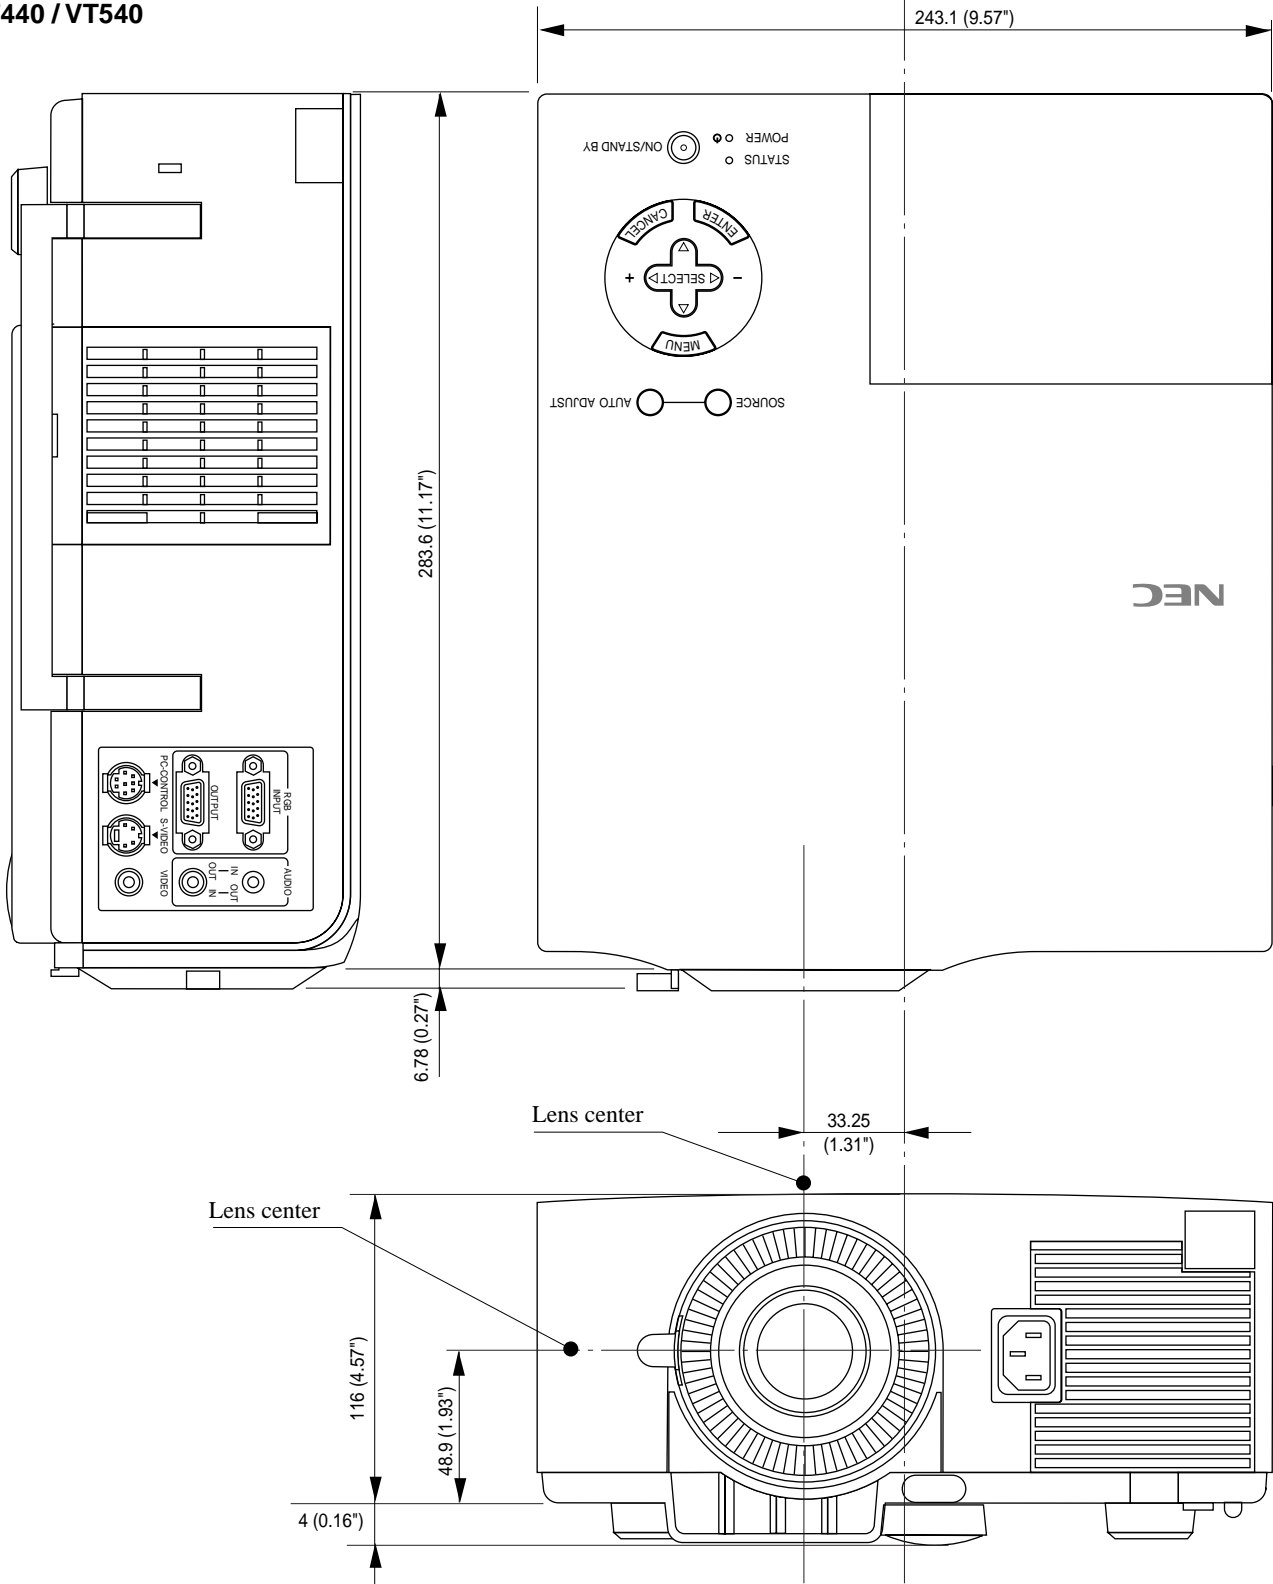 440 / VT540
243.1 (9.57")
POWER
STATUS
ON/STAND BY
CANCEL
ENTER
+
SELECT
−
MENU
AUTO ADJUST
SOURCE
283.6 (11.17")
NEC
PC-CONTROL
S-VIDEO
VIDEO
OUTPUT
RGB
INPUT
AUDIO
IN
OUT
OUT
IN
6.78 (0.27")
Lens center
33.25
(1.31")
Lens center
116 (4.57")
48.9 (1.93")
4 (0.16")